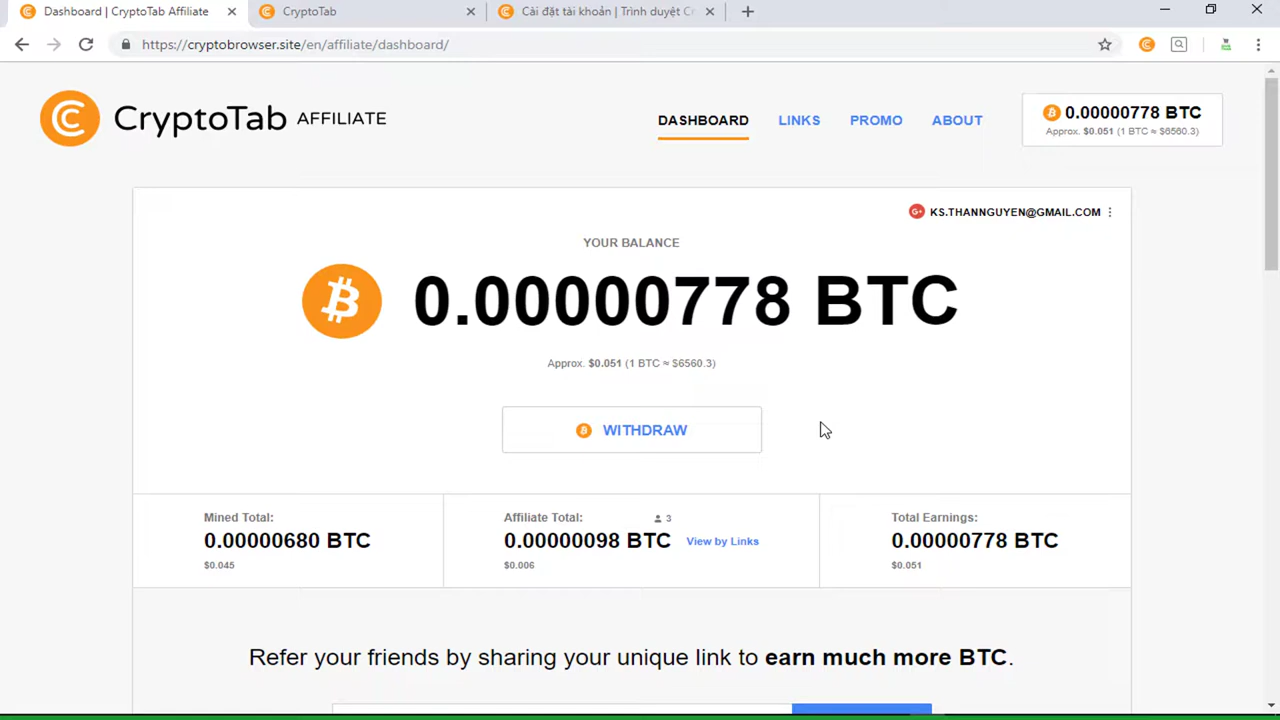 Dashboard | CryptoTab Affiliate
CryptoTab
Cài đặt tài khoản | Trình duyệt
https://cryptobrowser.site/en/affiliate/dashboard/
CryptoTab AFFILIATE
DASHBOARD
LINKS
PROMO
ABOUT
0.00000778 BTC
Approx. $0.051 (1 BTC ≈ $6560.3)
G+ KS.THANNGUYEN@GMAIL.COM
YOUR BALANCE
0.00000778 BTC
Approx. $0.051 (1 BTC ≈ $6560.3)
WITHDRAW
Mined Total:
0.00000680 BTC
$0.045
Affiliate Total: 3
0.00000098 BTC View by Links
$0.006
Total Earnings:
0.00000778 BTC
$0.051
Refer your friends by sharing your unique link to earn much more BTC.